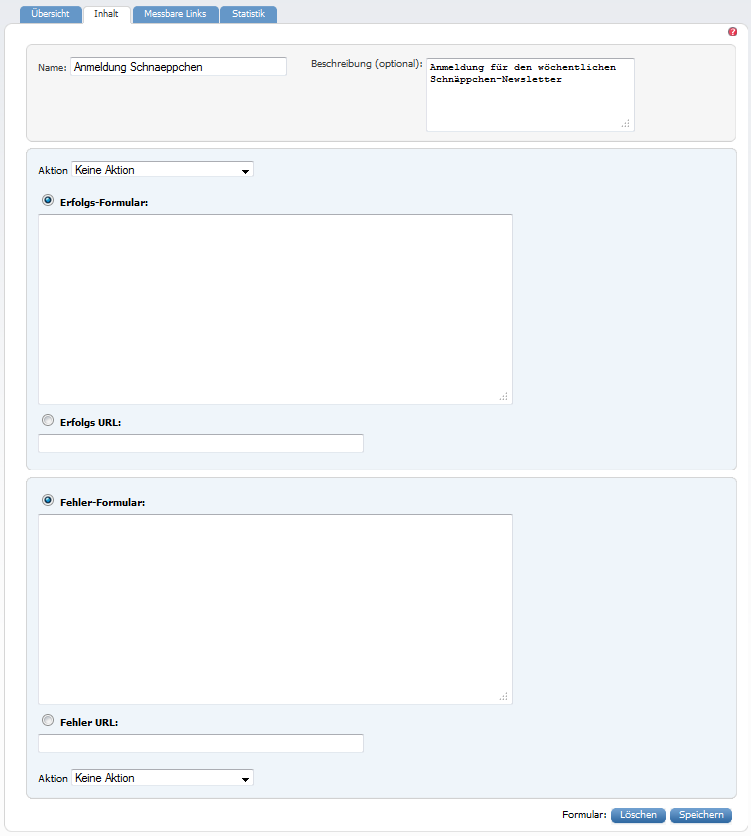 Übersicht Inhalt Messbare Links Statistik
?
Name: Anmeldung Schnaeppchen Beschreibung (optional): Anmeldung für den wöchentlichen
Schnäppchen-Newsletter
Aktion Keine Aktion
Erfolgs-Formular:
Erfolgs URL:
Fehler-Formular:
Fehler URL:
Aktion Keine Aktion
Formular: Löschen Speichern